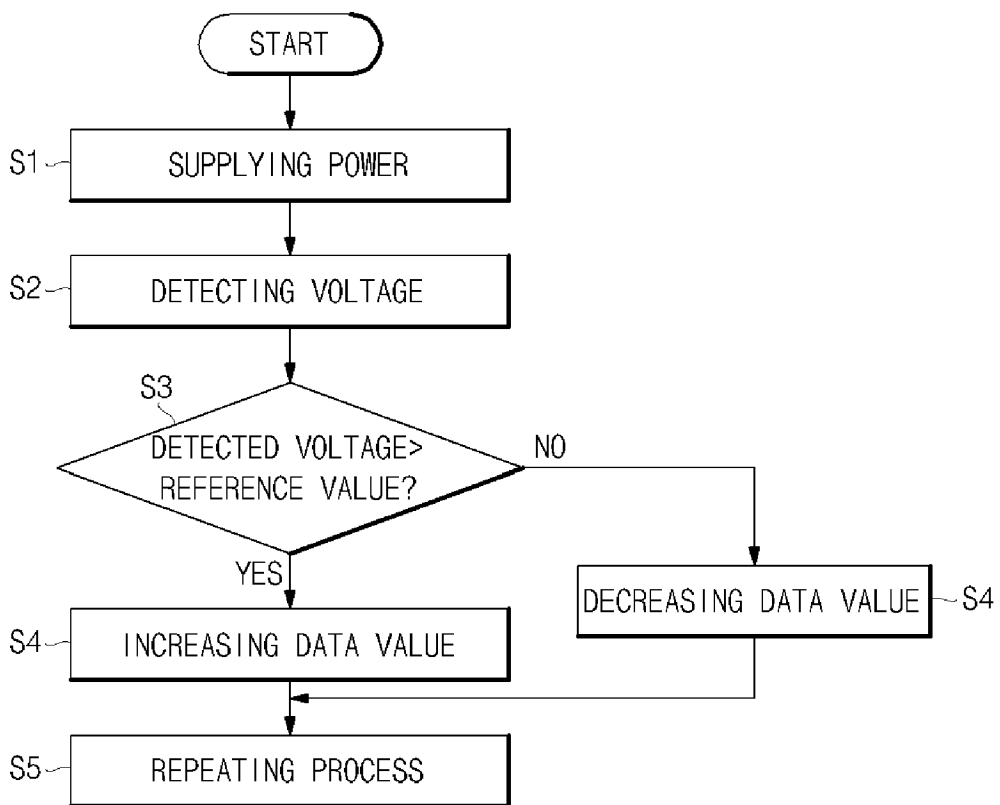 START
S1
SUPPLYING POWER
S2
DETECTING VOLTAGE
S3
DETECTED VOLTAGE>
REFERENCE VALUE?
NO
YES
DECREASING DATA VALUE
S4
S4
INCREASING DATA VALUE
S5
REPEATING PROCESS